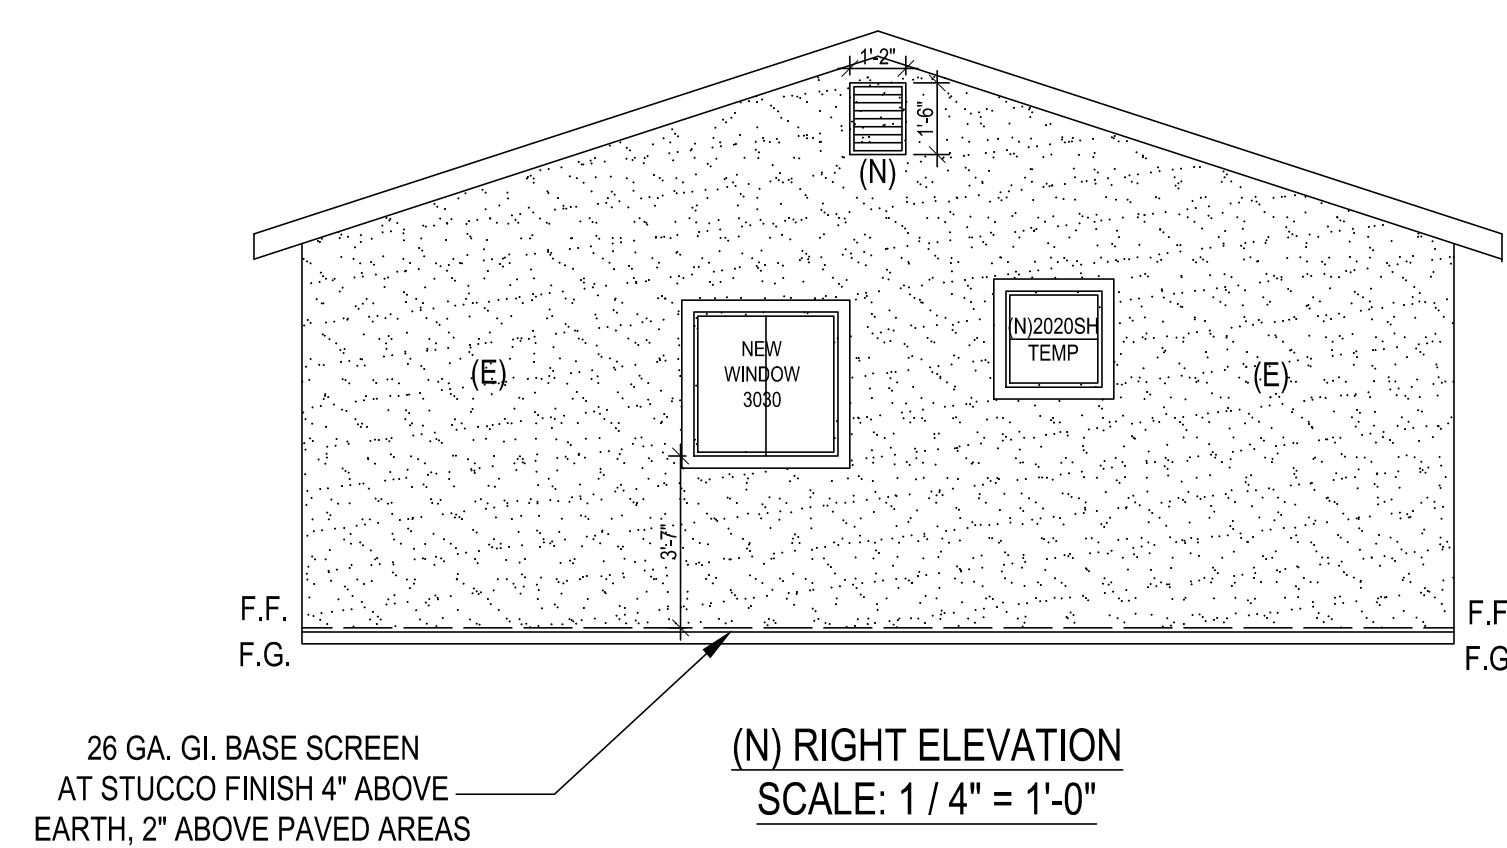 1'-2"
1'-6"
(N)
(N)2020SH
TEMP
NEW
WINDOW
3030
(E)
(E)
3'-7"
F.F.
F.G.
F.F
F.G
26 GA. GI. BASE SCREEN
AT STUCCO FINISH 4" ABOVE
EARTH, 2" ABOVE PAVED AREAS
(N) RIGHT ELEVATION
SCALE: 1 / 4" = 1'-0"